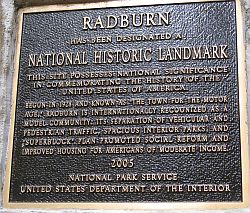 RADBURN
HAS BEEN DESIGNATED A
NATIONAL HISTORIC LANDMARK
THIS SITE POSSESSES NATIONAL SIGNIFICANCE
IN COMMEMORATING THE HISTORY OF THE
UNITED STATES OF AMERICA
BEGUN IN 1928 AND KNOWN AS "THE TOWN FOR THE MOTOR
AGE," RADBURN IS INTERNATIONALLY RECOGNIZED AS A
MODEL COMMUNITY. ITS SEPARATION OF VEHICULAR AND
PEDESTRIAN TRAFFIC, SPACIOUS INTERIOR PARKS, AND
"SUPERBLOCK" PLAN PROMOTED SOCIAL REFORM AND
IMPROVED HOUSING FOR AMERICANS OF MODERATE INCOME.
2005
NATIONAL PARK SERVICE
UNITED STATES DEPARTMENT OF THE INTERIOR